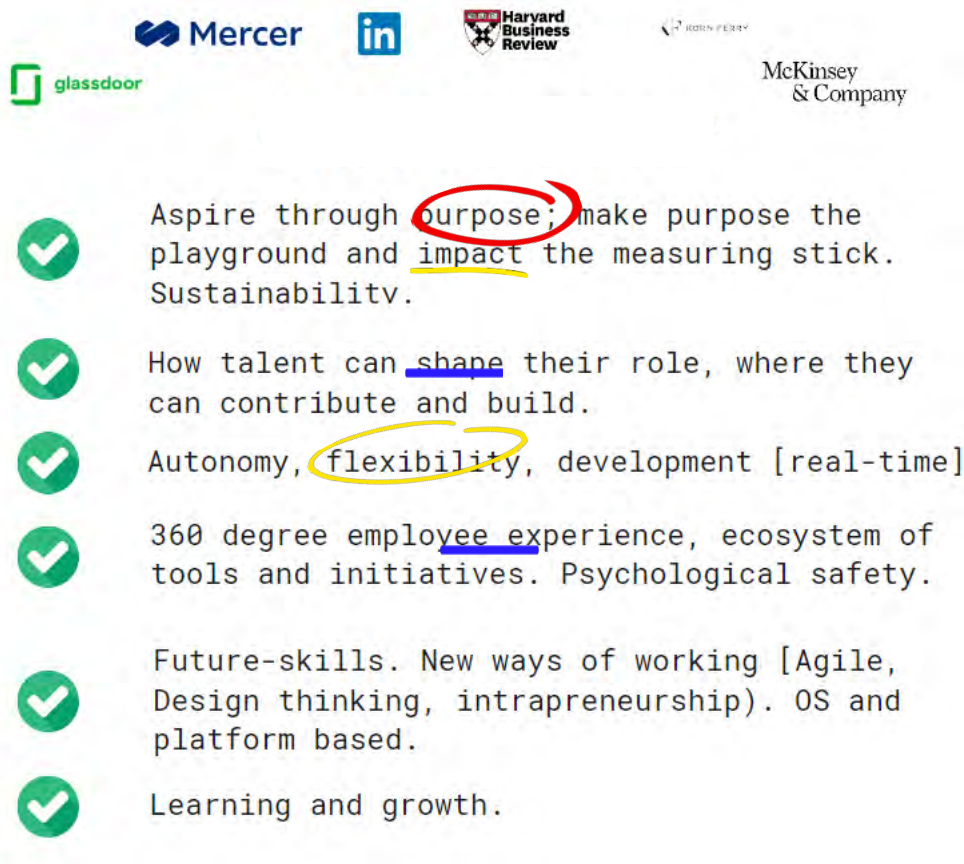 Mercer
in
Harvard
Business
Review
KORN FERRY
glassdoor
McKinsey
& Company
Aspire through purpose; make purpose the
playground and impact the measuring stick.
Sustainability.
How talent can shape their role, where they
can contribute and build.
Autonomy, flexibility, development [real-time]
360 degree employee experience, ecosystem of
tools and initiatives. Psychological safety.
Future-skills. New ways of working [Agile,
Design thinking, intrapreneurship). OS and
platform based.
Learning and growth.